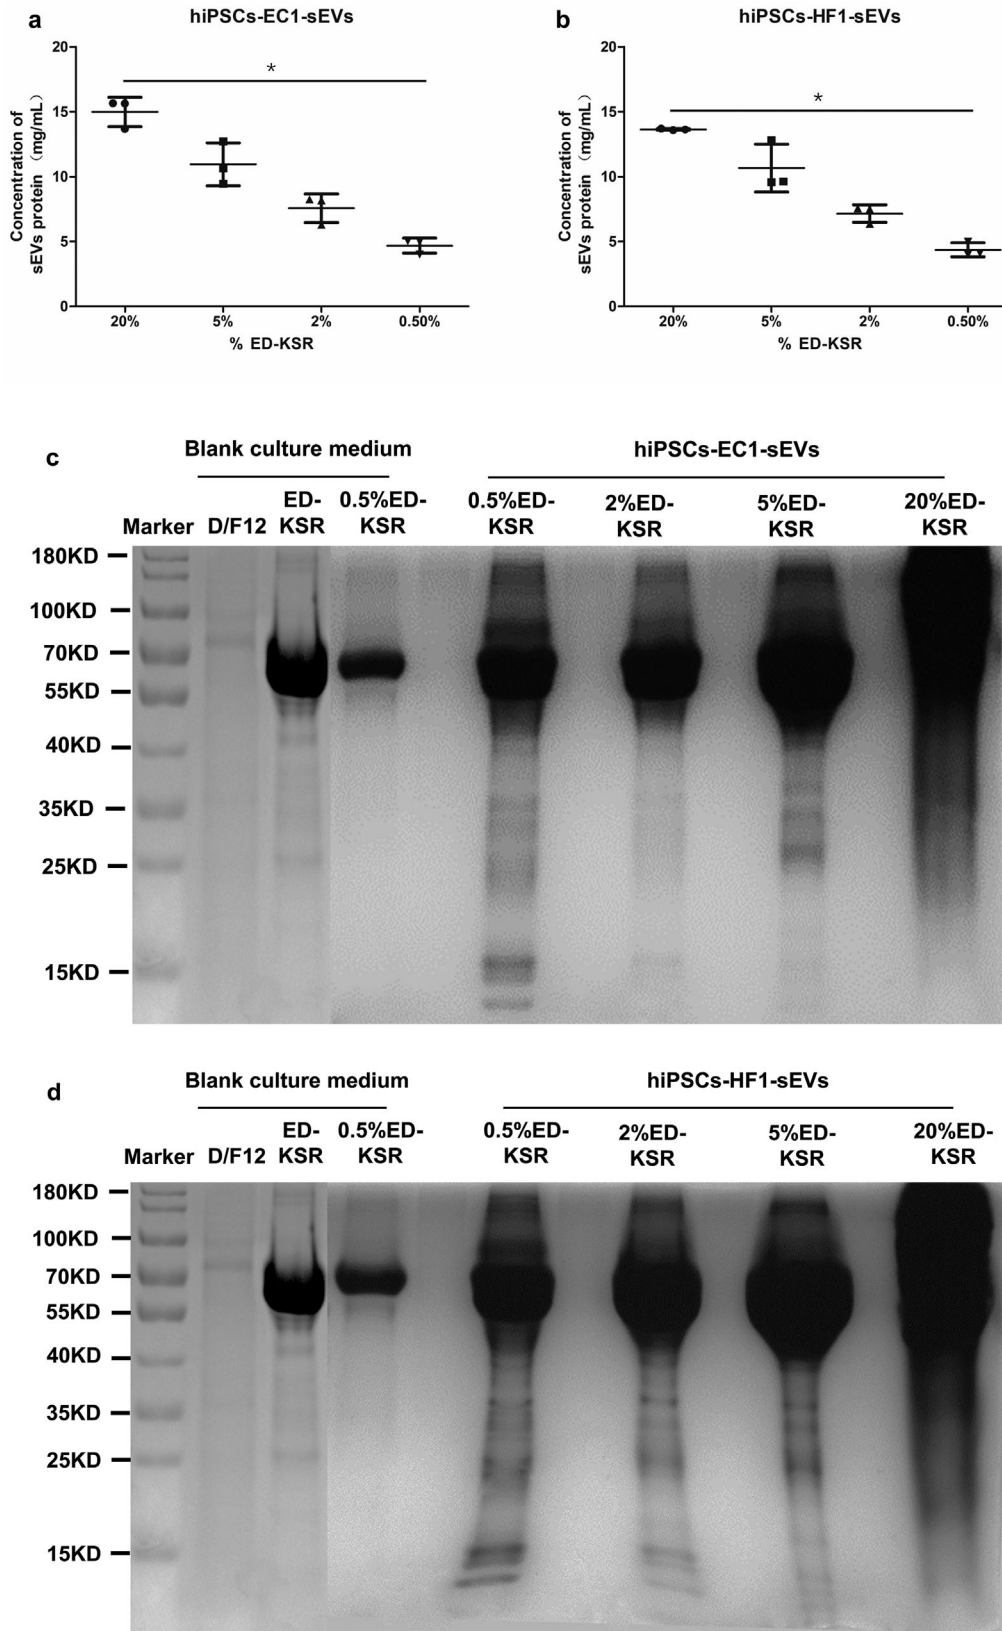 a
hiPSCs-EC1-sEVs
Concentration of
sEVs protein (mg/mL)
20
15
10
5
0
*
20%
5%
2%
0.50%
% ED-KSR
b
hiPSCs-HF1-sEVs
Concentration of
sEVs protein (mg/mL)
20
15
10
5
0
*
20%
5%
2%
0.50%
% ED-KSR
c
Blank culture medium
hiPSCs-EC1-sEVs
Marker
D/F12
ED-
KSR
0.5%ED-
KSR
0.5%ED-
KSR
2%ED-
KSR
5%ED-
KSR
20%ED-
KSR
180KD
100KD
70KD
55KD
40KD
35KD
25KD
15KD
d
Blank culture medium
hiPSCs-HF1-sEVs
Marker
D/F12
ED-
KSR
0.5%ED-
KSR
0.5%ED-
KSR
2%ED-
KSR
5%ED-
KSR
20%ED-
KSR
180KD
100KD
70KD
55KD
40KD
35KD
25KD
15KD